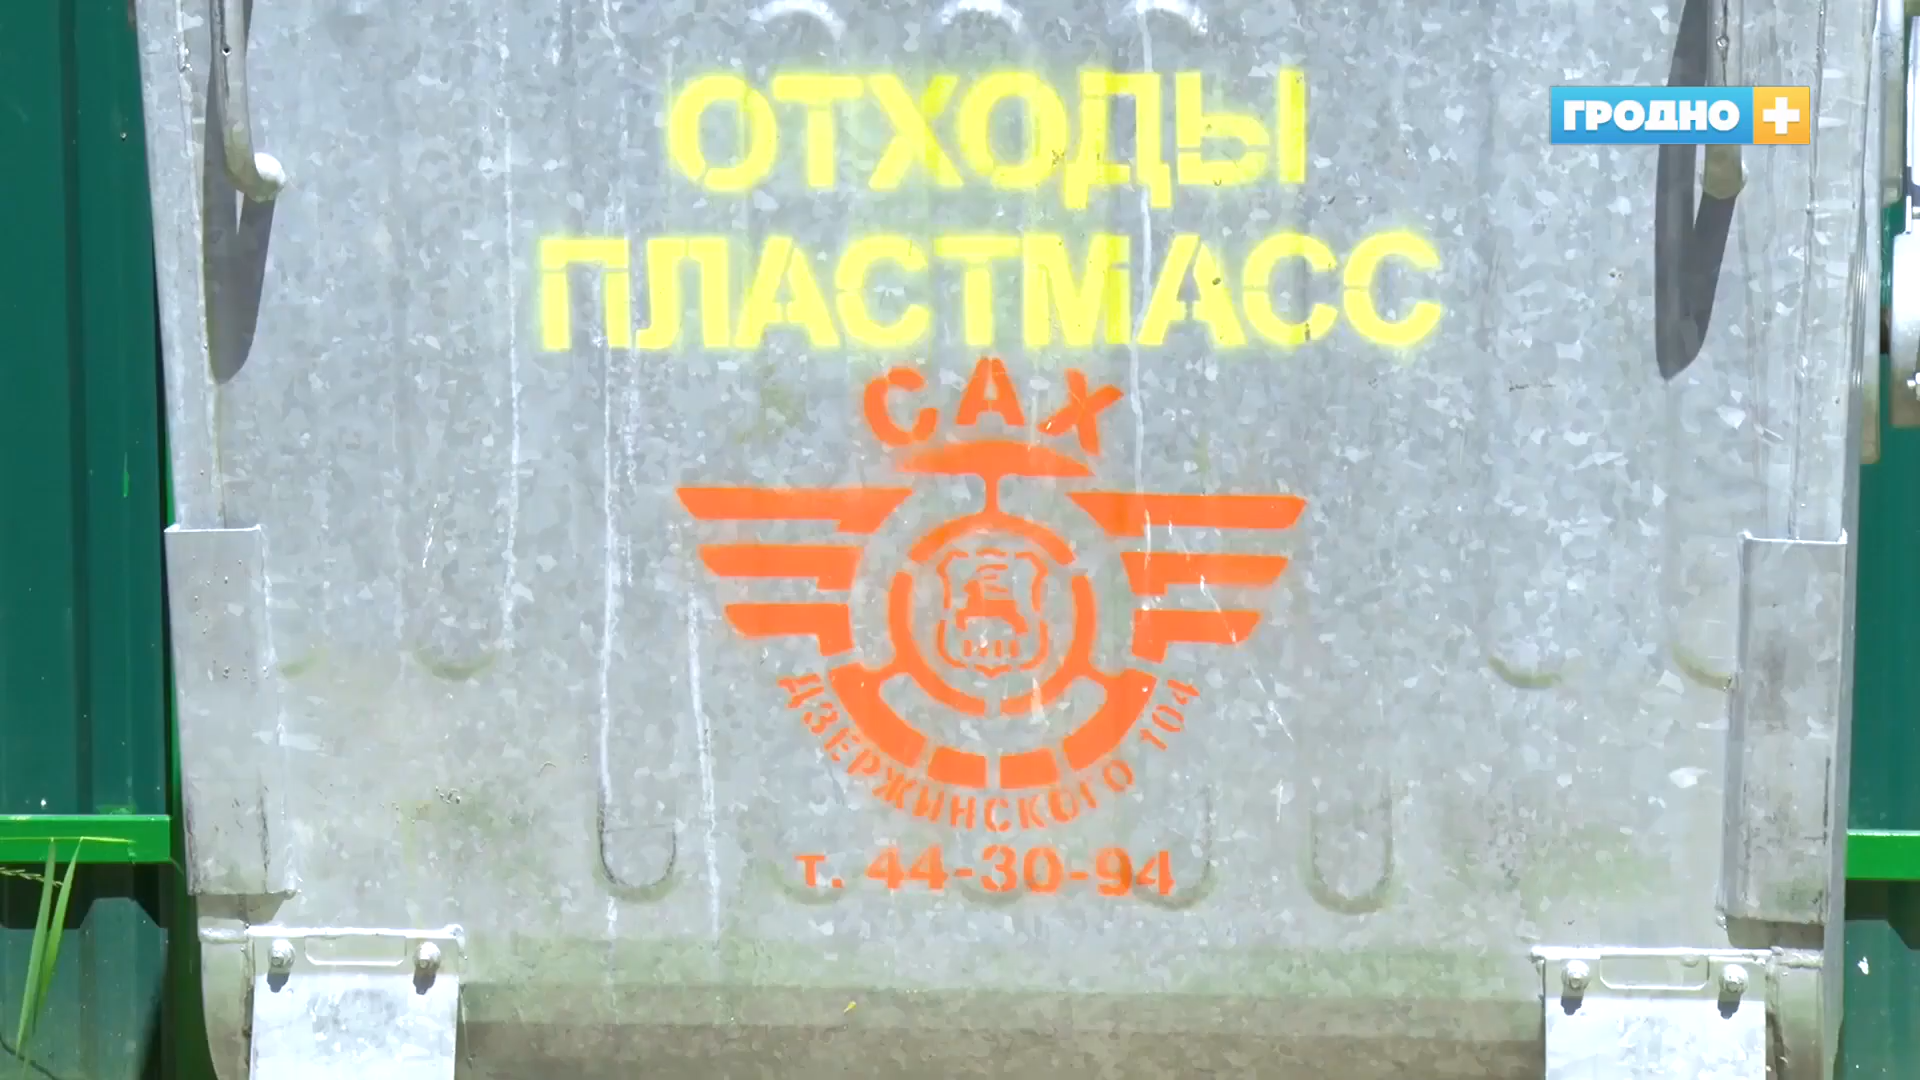 ГРОДНО +
ОТХОДЫ
ПЛАСТМАСС
САХ
ДЗЕРЖИНСКОГО 104
т. 44-30-94